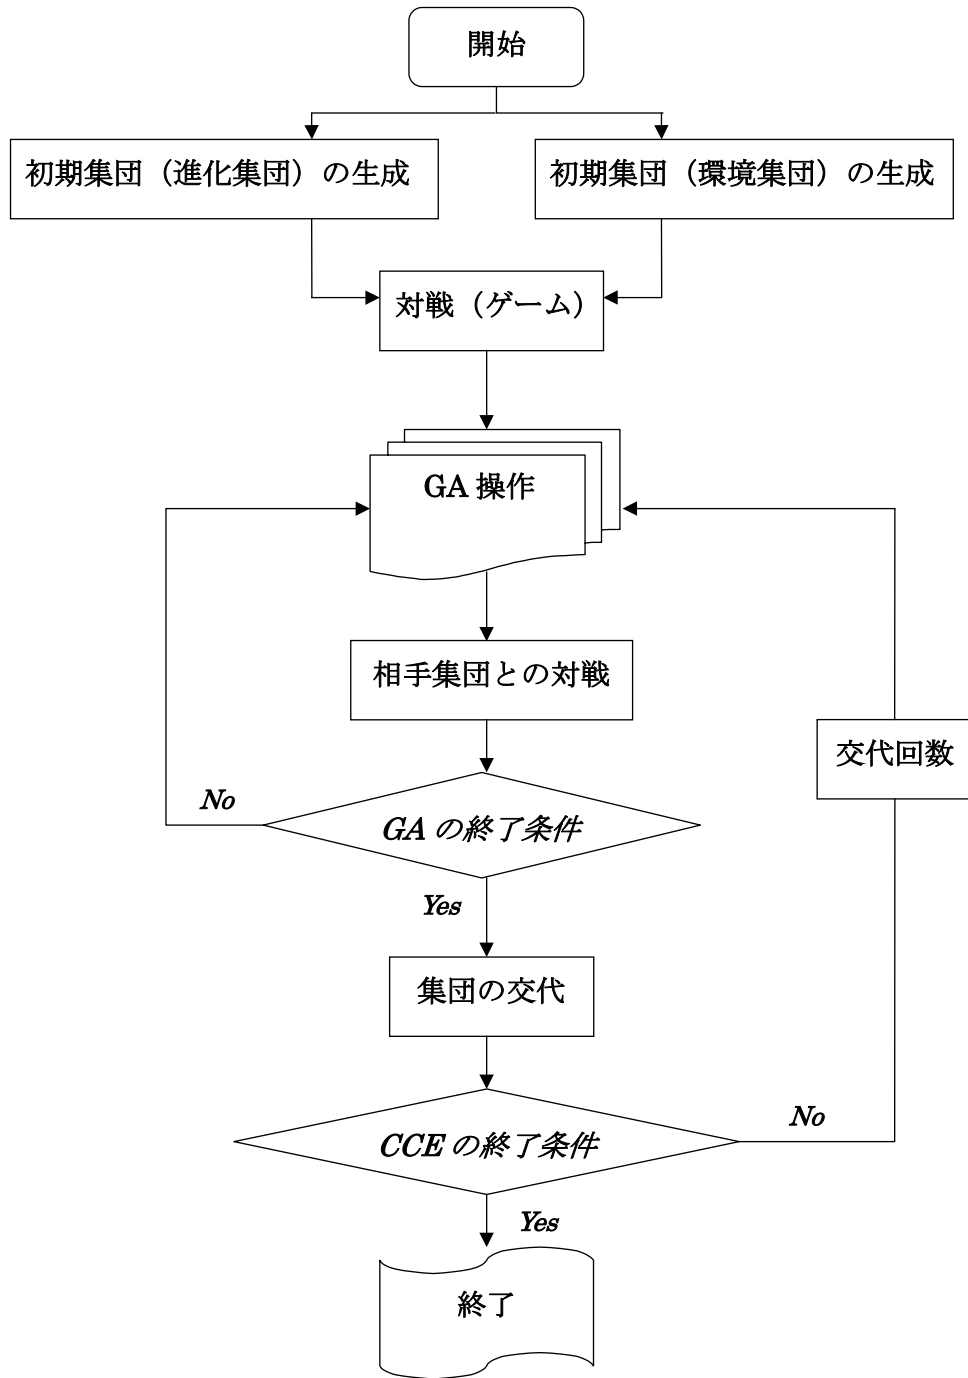 開始
初期集団（進化集団）の生成
初期集団（環境集団）の生成
対戦（ゲーム）
GA 操作
相手集団との対戦
交代回数
No
GA の終了条件
Yes
集団の交代
No
CCE の終了条件
Yes
終了